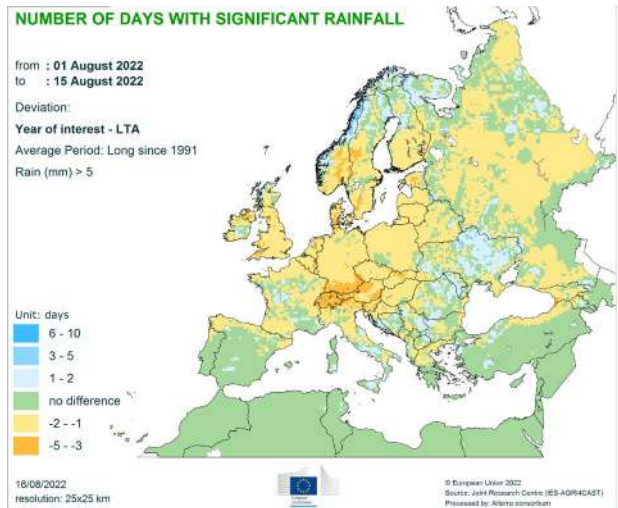 NUMBER OF DAYS WITH SIGNIFICANT RAINFALL
from : 01 August 2022
to : 15 August 2022
Deviation:
Year of interest - LTA
Average Period: Long since 1991
Rain (mm) > 5
Unit: days
6 - 10
3 - 5
1 - 2
no difference
-2 - -1
-5 - -3
16/08/2022
resolution: 25x25 km
© European Union 2022
Source: Joint Research Centre (IES-AGRI4CAST)
Processed by: Alterra consortium